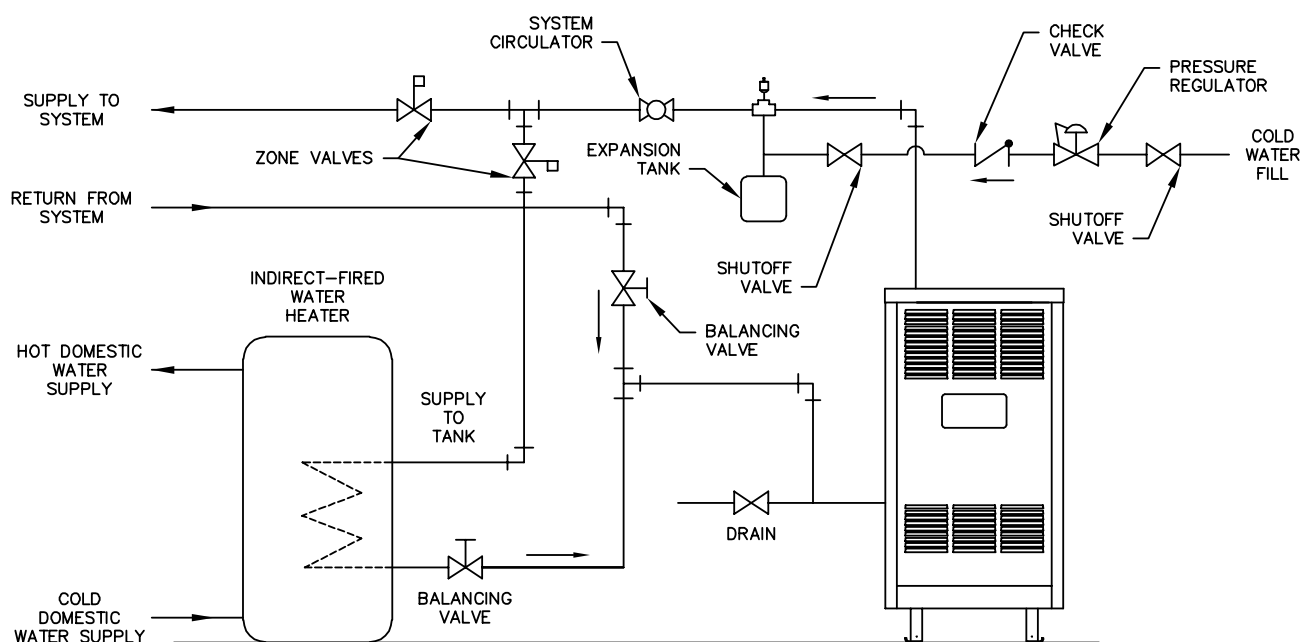 SYSTEM
CIRCULATOR
CHECK
VALVE
PRESSURE
REGULATOR
SUPPLY TO
SYSTEM
ZONE VALVES
EXPANSION
TANK
COLD
WATER
FILL
RETURN FROM
SYSTEM
SHUTOFF
VALVE
SHUTOFF
VALVE
INDIRECT-FIRED
WATER
HEATER
BALANCING
VALVE
HOT DOMESTIC
WATER
SUPPLY
SUPPLY
TO
TANK
DRAIN
BALANCING
VALVE
COLD
DOMESTIC
WATER SUPPLY